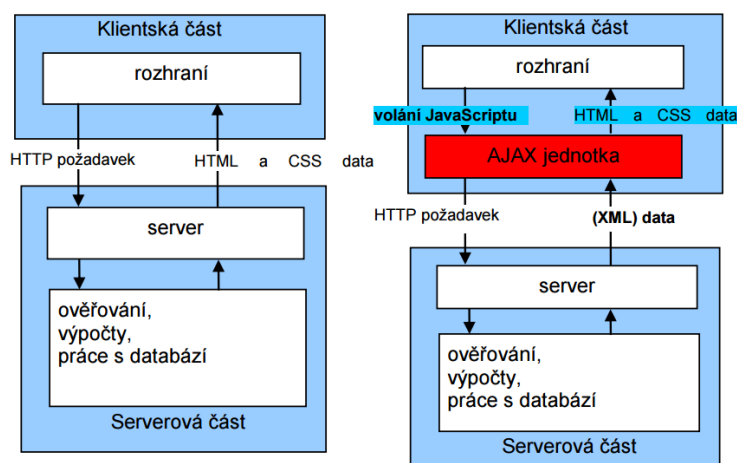 Klientská část
rozhraní
HTTP požadavek
HTML a CSS data
server
ověřování,
výpočty,
práce s databází
Serverová část
Klientská část
rozhraní
volání JavaScriptu
HTML a CSS data
AJAX jednotka
HTTP požadavek
(XML) data
server
ověřování,
výpočty,
práce s databází
Serverová část